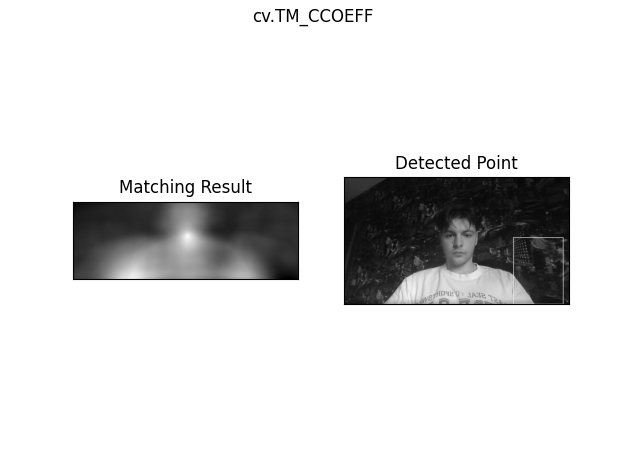 cv.TM_CCOEFF
Matching Result
Detected Point